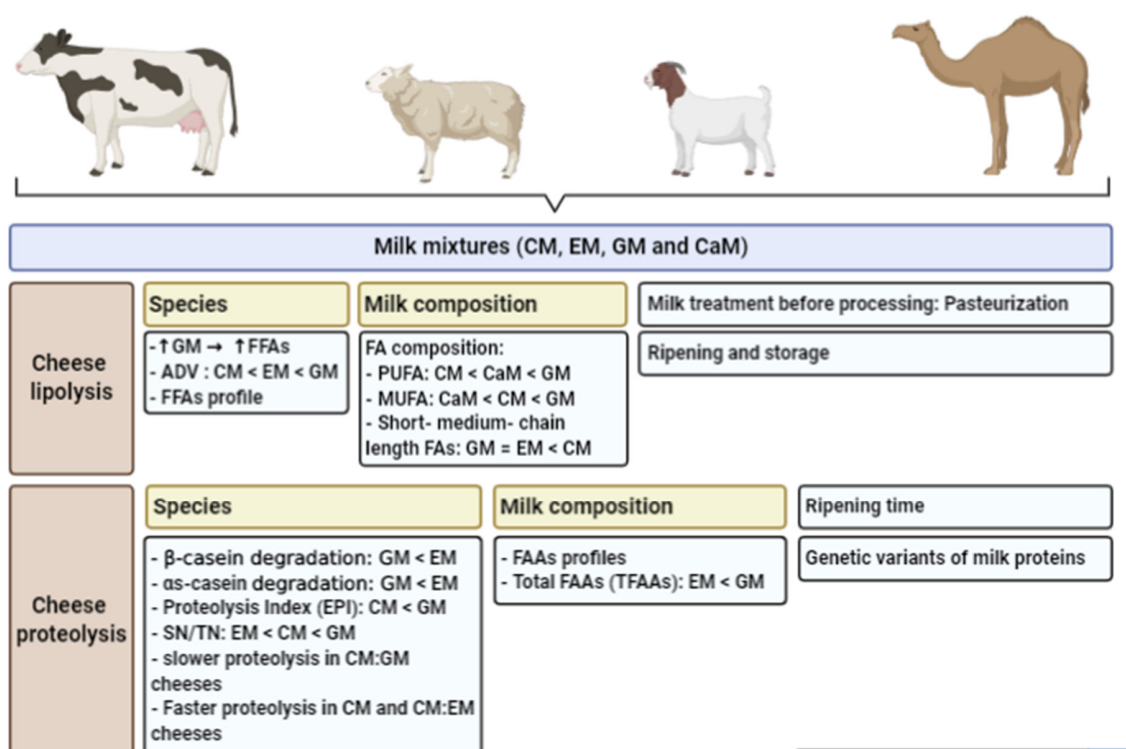 Milk mixtures (CM, EM, GM and CaM)
Cheese
lipolysis
Species
-↑GM → ↑FFAs
- ADV : CM < EM < GM
- FFAs profile
Milk composition
FA composition:
- PUFA: CM < CaM < GM
- MUFA: CaM < CM < GM
- Short- medium- chain
length FAs: GM = EM < CM
Milk treatment before processing: Pasteurization
Ripening and storage
Cheese
proteolysis
Species
- β-casein degradation: GM < EM
- αs-casein degradation: GM < EM
- Proteolysis Index (EPI): CM < GM
- SN/TN: EM < CM < GM
- slower proteolysis in CM:GM
cheeses
- Faster proteolysis in CM and CM:EM
cheeses
Milk composition
- FAAs profiles
- Total FAAs (TFAAs): EM < GM
Ripening time
Genetic variants of milk proteins